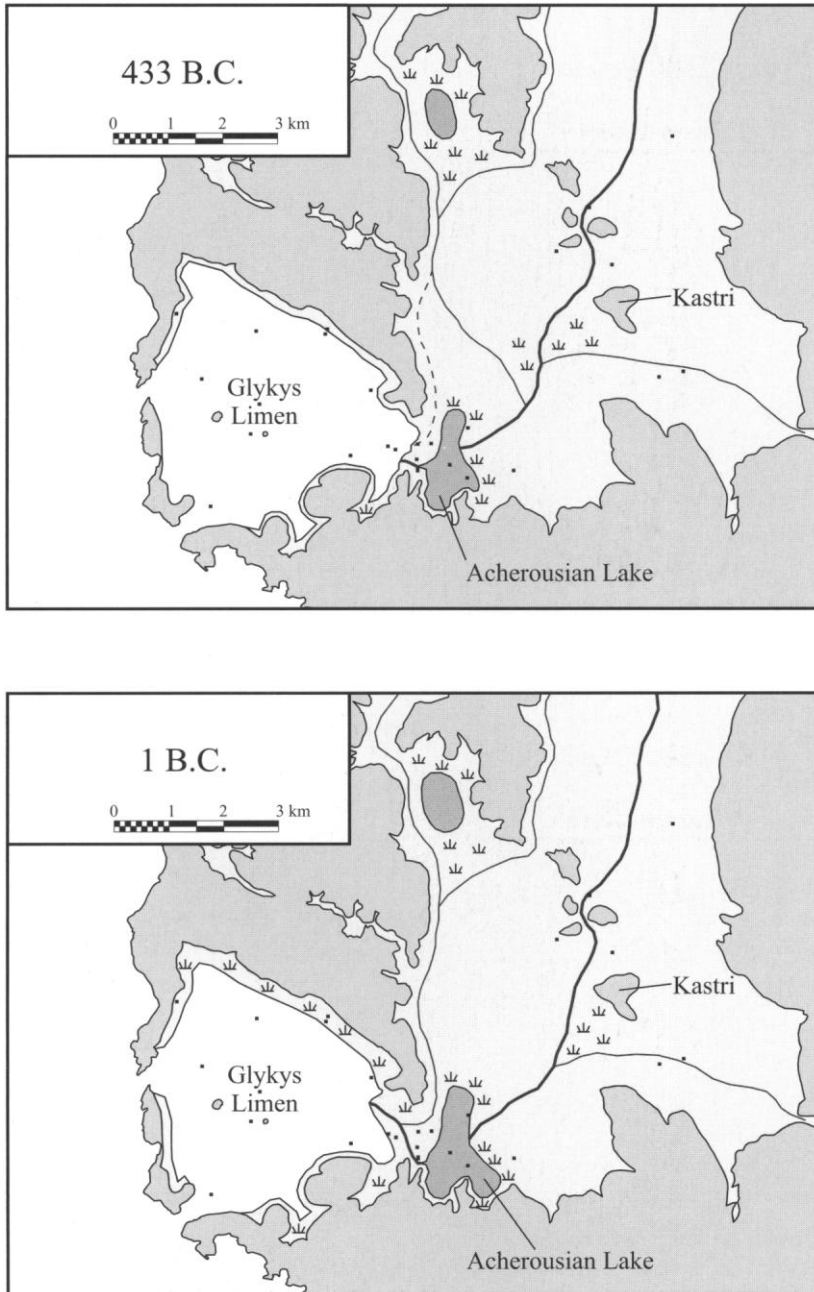 433 B.C.
0 1 2 3 km
Kastri
Glykys
Limen
Acherousian Lake
1 B.C.
0 1 2 3 km
Kastri
Glykys
Limen
Acherousian Lake